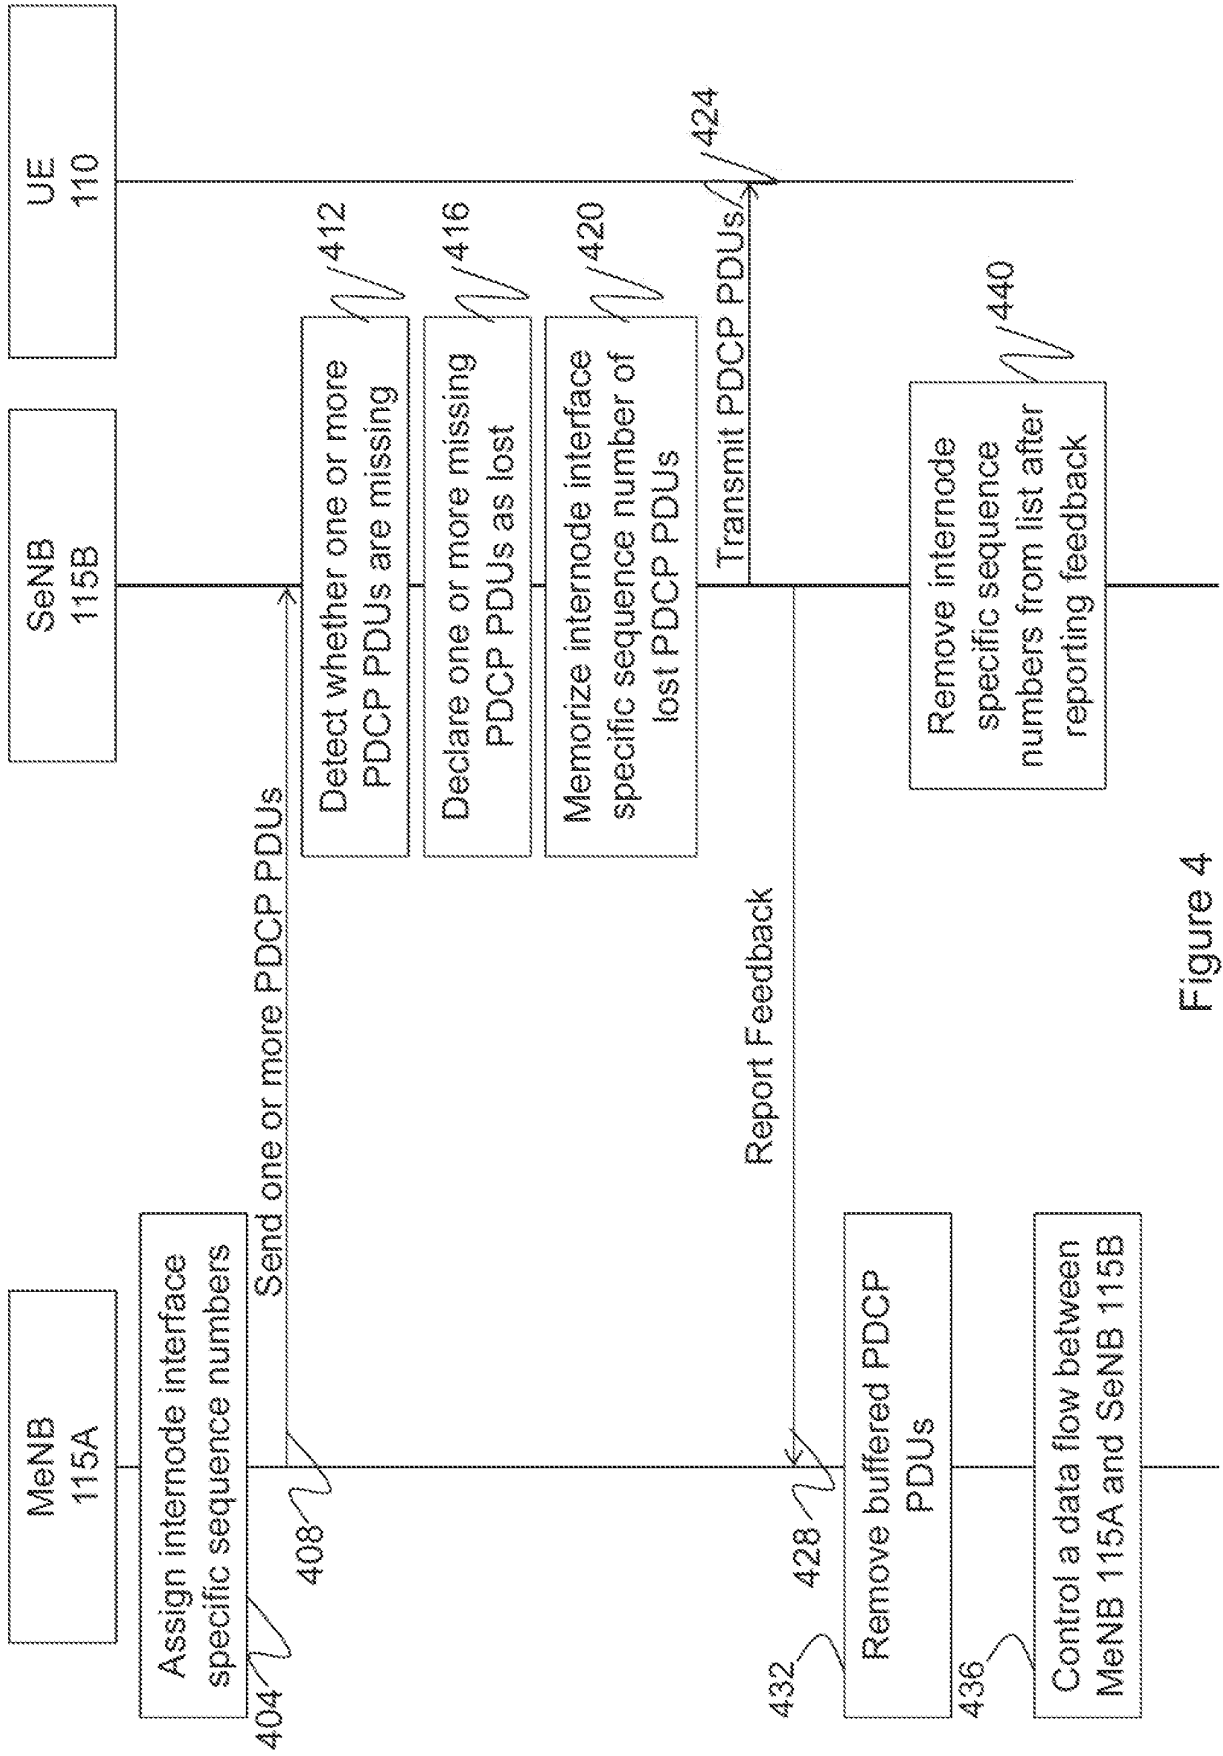 MeNB
115A
SeNB
115B
UE
110
Assign internode interface
specific sequence numbers
404
Send one or more PDCP PDUs
408
Detect whether one or more
PDCP PDUs are missing
412
Declare one or more missing
PDCP PDUs as lost
416
Memorize internode interface
specific sequence number of
lost PDCP PDUs
420
Transmit PDCP PDUs
424
Report Feedback
428
Remove buffered PDCP
PDUs
432
Remove internode
specific sequence
numbers from list after
reporting feedback
440
Control a data flow between
MeNB 115A and SeNB 115B
436
Figure 4